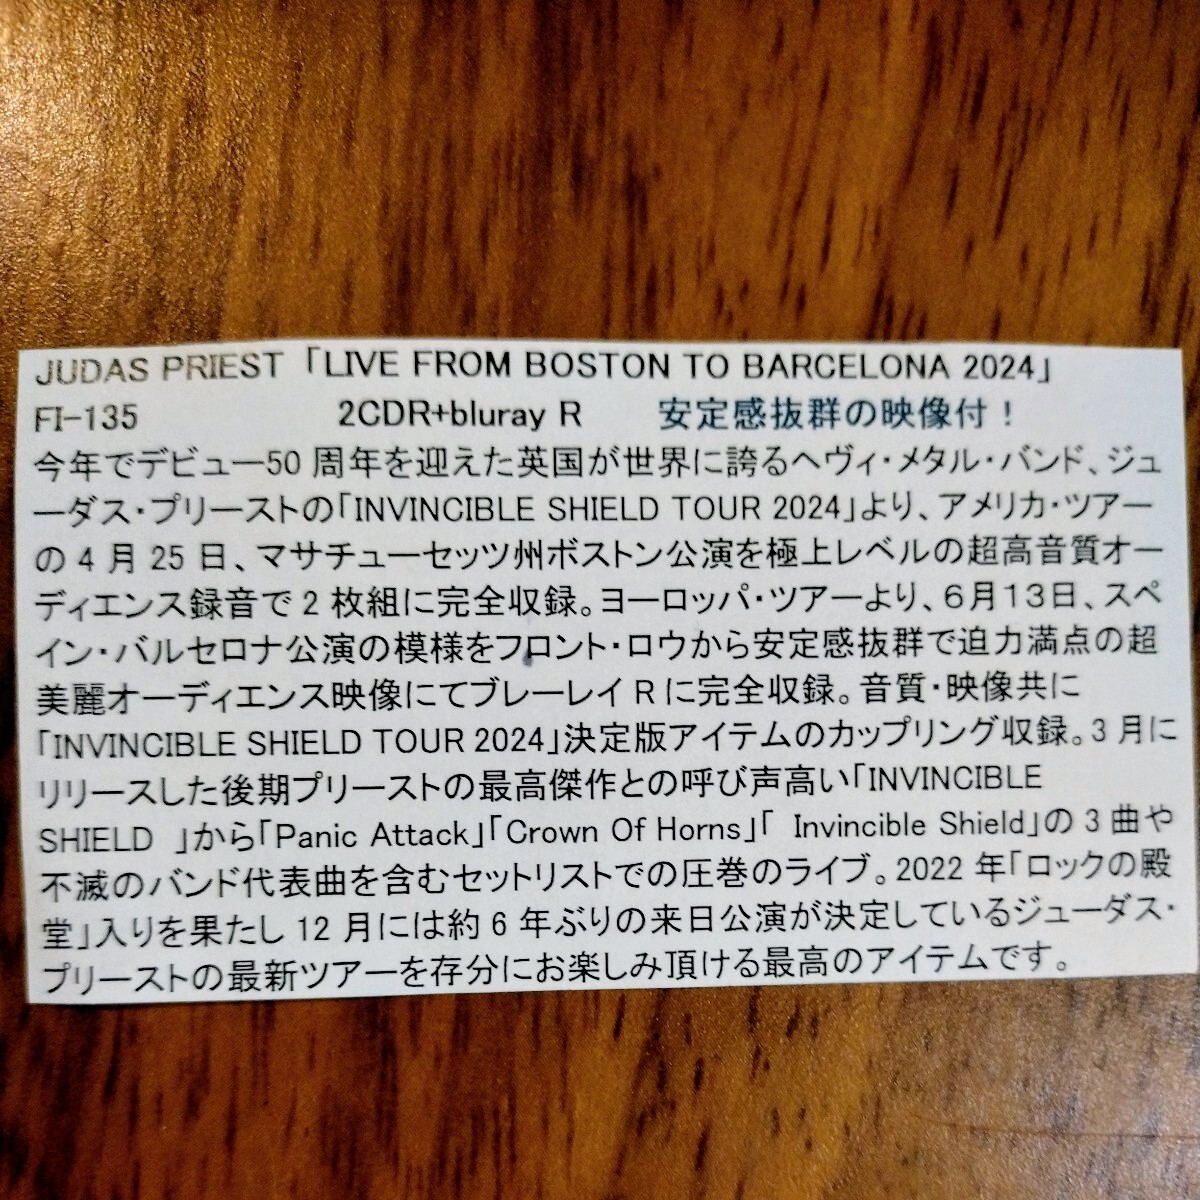 JUDAS PRIEST「LIVE FROM BOSTON TO BARCELONA 2024」
FI-135 2CDR+bluray R 安定感抜群の映像付！
今年でデビュー50 周年を迎えた英国が世界に誇るヘヴィ・メタル・バンド、ジュ
ーダス・プリーストの「INVINCIBLE SHIELD TOUR 2024」より、アメリカ・ツアー
の 4 月 25 日、マサチューセッツ州ボストン公演を極上レベルの超高音質オー
ディエンス録音で 2 枚組に完全収録。ヨーロッパ・ツアーより、６月１３日、スペ
イン・バルセロナ公演の模様をフロント・ロウから安定感抜群で迫力満点の超
美麗オーディエンス映像にてブレーレイ R に完全収録。音質・映像共に
「INVINCIBLE SHIELD TOUR 2024」決定版アイテムのカップリング収録。3 月に
リリースした後期プリーストの最高傑作との呼び声高い「INVINCIBLE
SHIELD 」から「Panic Attack」「Crown Of Horns」「 Invincible Shield」の 3 曲や
不滅のバンド代表曲を含むセットリストでの圧巻のライブ。2022 年「ロックの殿
堂」入りを果たし 12 月には約 6 年ぶりの来日公演が決定しているジューダス・
プリーストの最新ツアーを存分にお楽しみ頂ける最高のアイテムです。